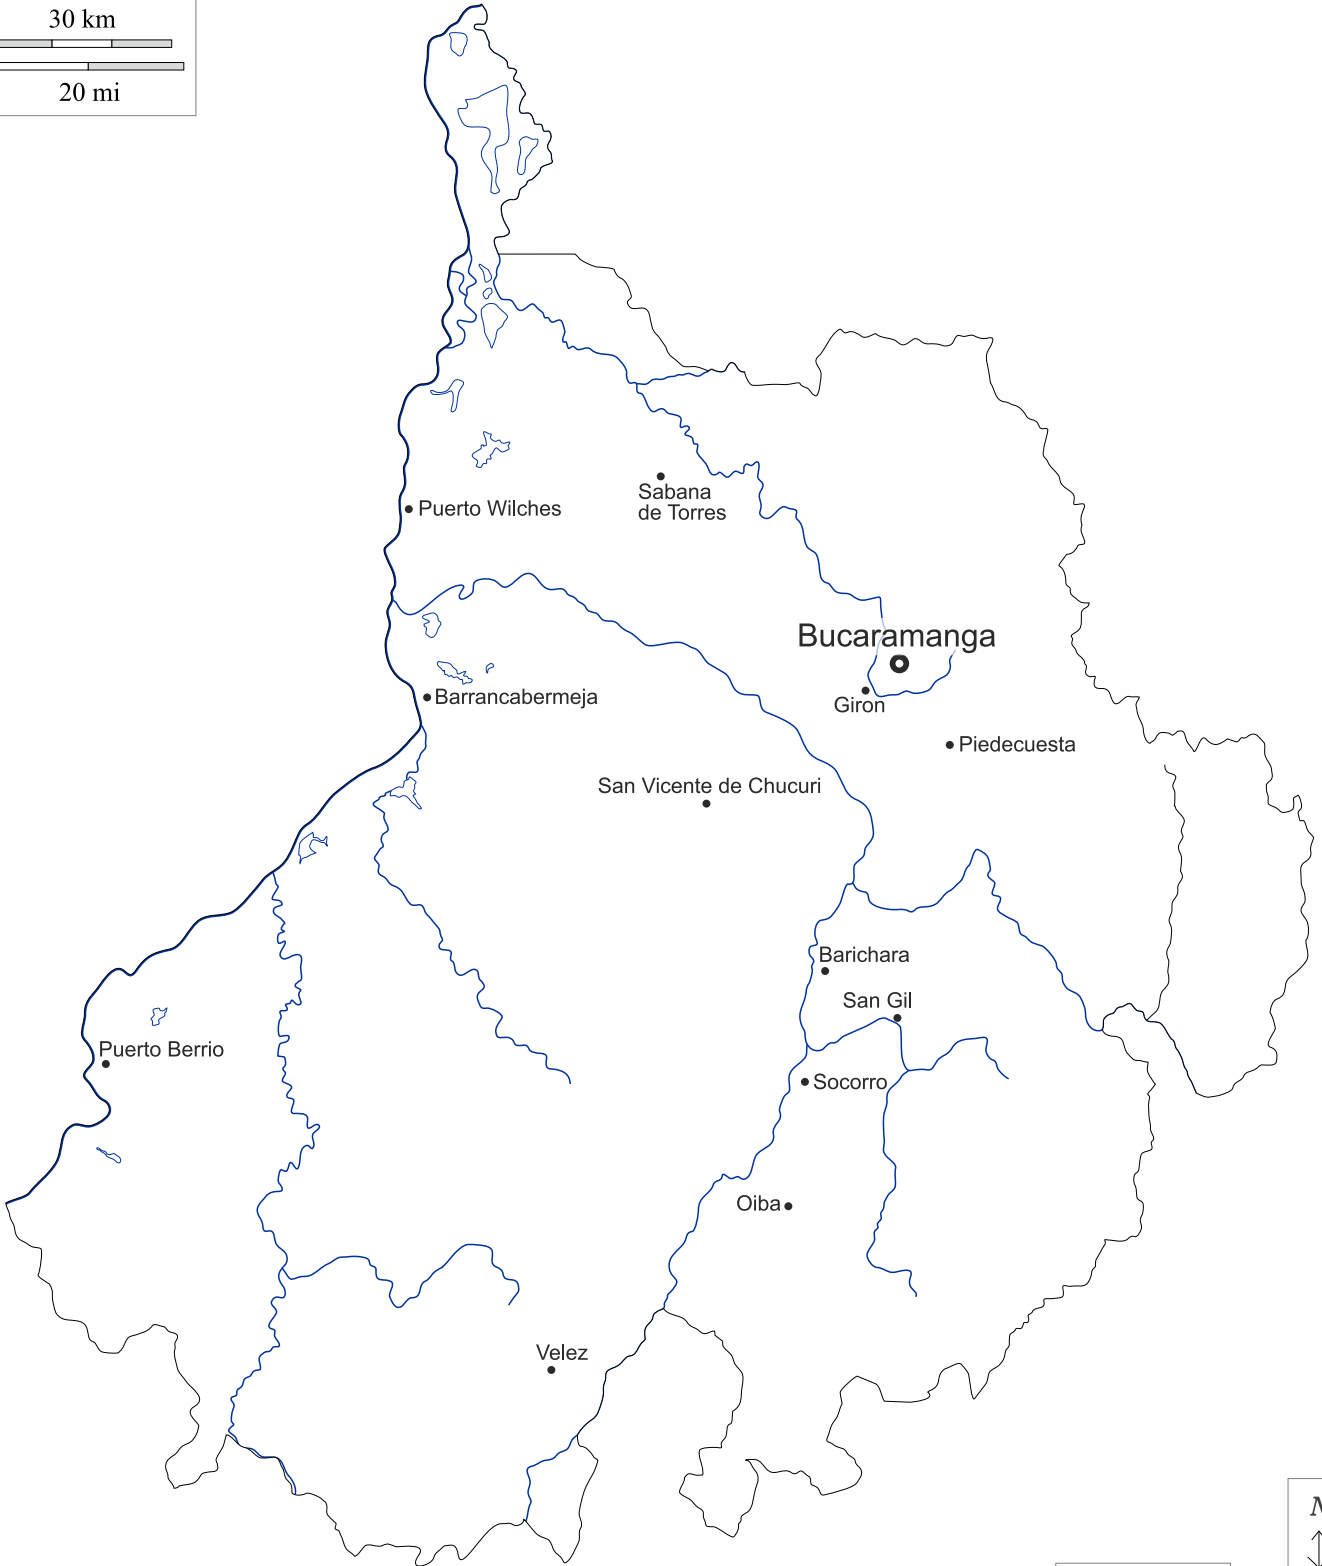 30 km
20 mi
Sabana
de Torres
Puerto Wilches
Bucaramanga
Barrancabermeja
Giron
Piedecuesta
San Vicente de Chucuri
Barichara
San Gil
Puerto Berrio
Socorro
Oiba
Velez
N